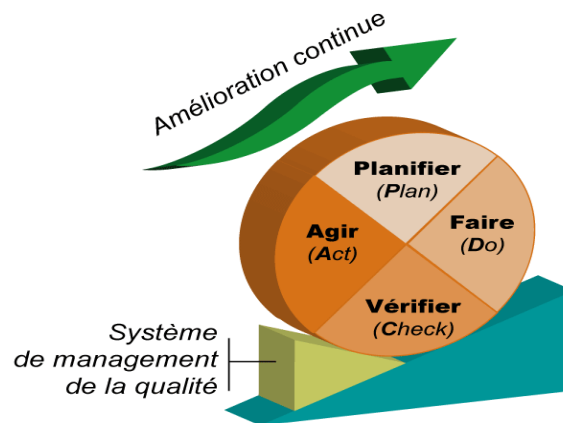 Amélioration continue
Planifier
(Plan)
Agir
(Act)
Faire
(Do)
Vérifier
(Check)
Système
de management
de la qualité